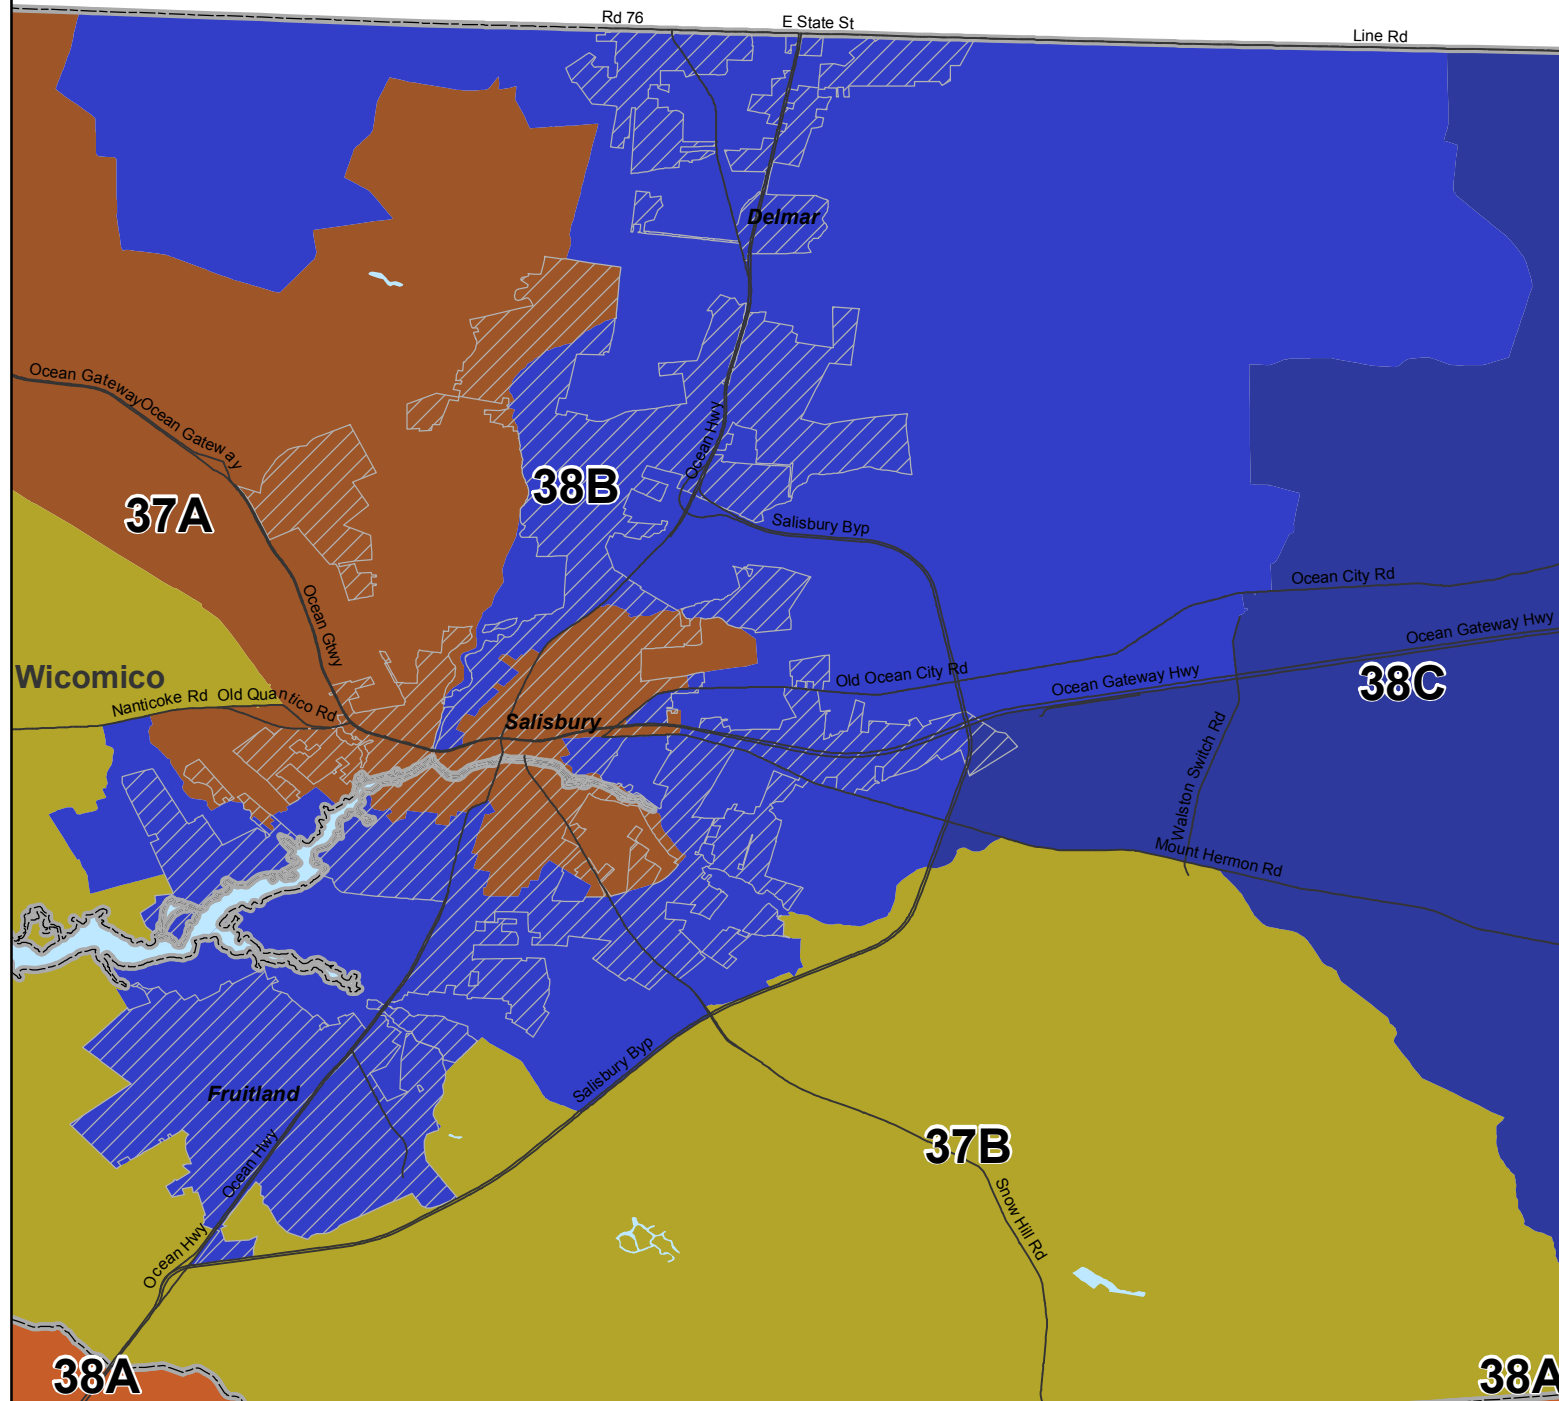 Rd 76
E State St
Line Rd
Delmar
Ocean Gateway
Ocean Gateway
Ocean Hwy
38B
37A
Salisbury Byp
Ocean City Rd
Ocean Gtwy
Ocean Gateway Hwy
Wicomico
Old Ocean City Rd
Ocean Gateway Hwy
38C
Nanticoke Rd
Old Quantico Rd
Salisbury
Walston Switch Rd
Mount Hermon Rd
Salisbury Byp
Fruitland
Ocean Hwy
37B
Snow Hill Rd
Ocean Hwy
38A
38A